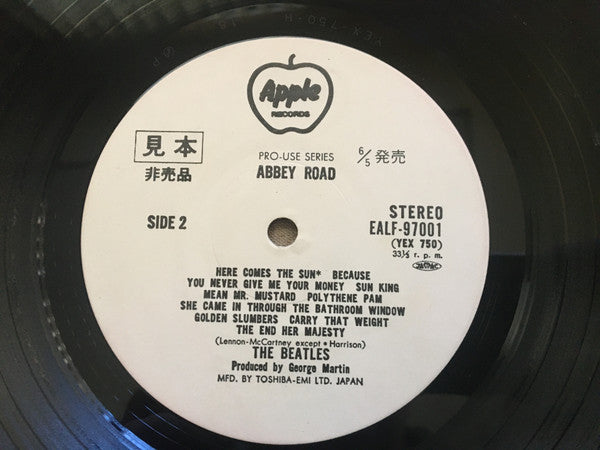 YEX-750-H
Apple
RECORDS
見本
非売品
PRO-USE SERIES
6/5 発売
ABBEY ROAD
SIDE 2
STEREO
EALF-97001
(YEX 750)
33⅓ r. p. m.
HERE COMES THE SUN* BECAUSE
YOU NEVER GIVE ME YOUR MONEY SUN KING
MEAN MR. MUSTARD POLYTHENE PAM
SHE CAME IN THROUGH THE BATHROOM WINDOW
GOLDEN SLUMBERS CARRY THAT WEIGHT
THE END HER MAJESTY
(Lennon-McCartney except * Harrison)
THE BEATLES
Produced by George Martin
MFD. BY TOSHIBA-EMI LTD. JAPAN